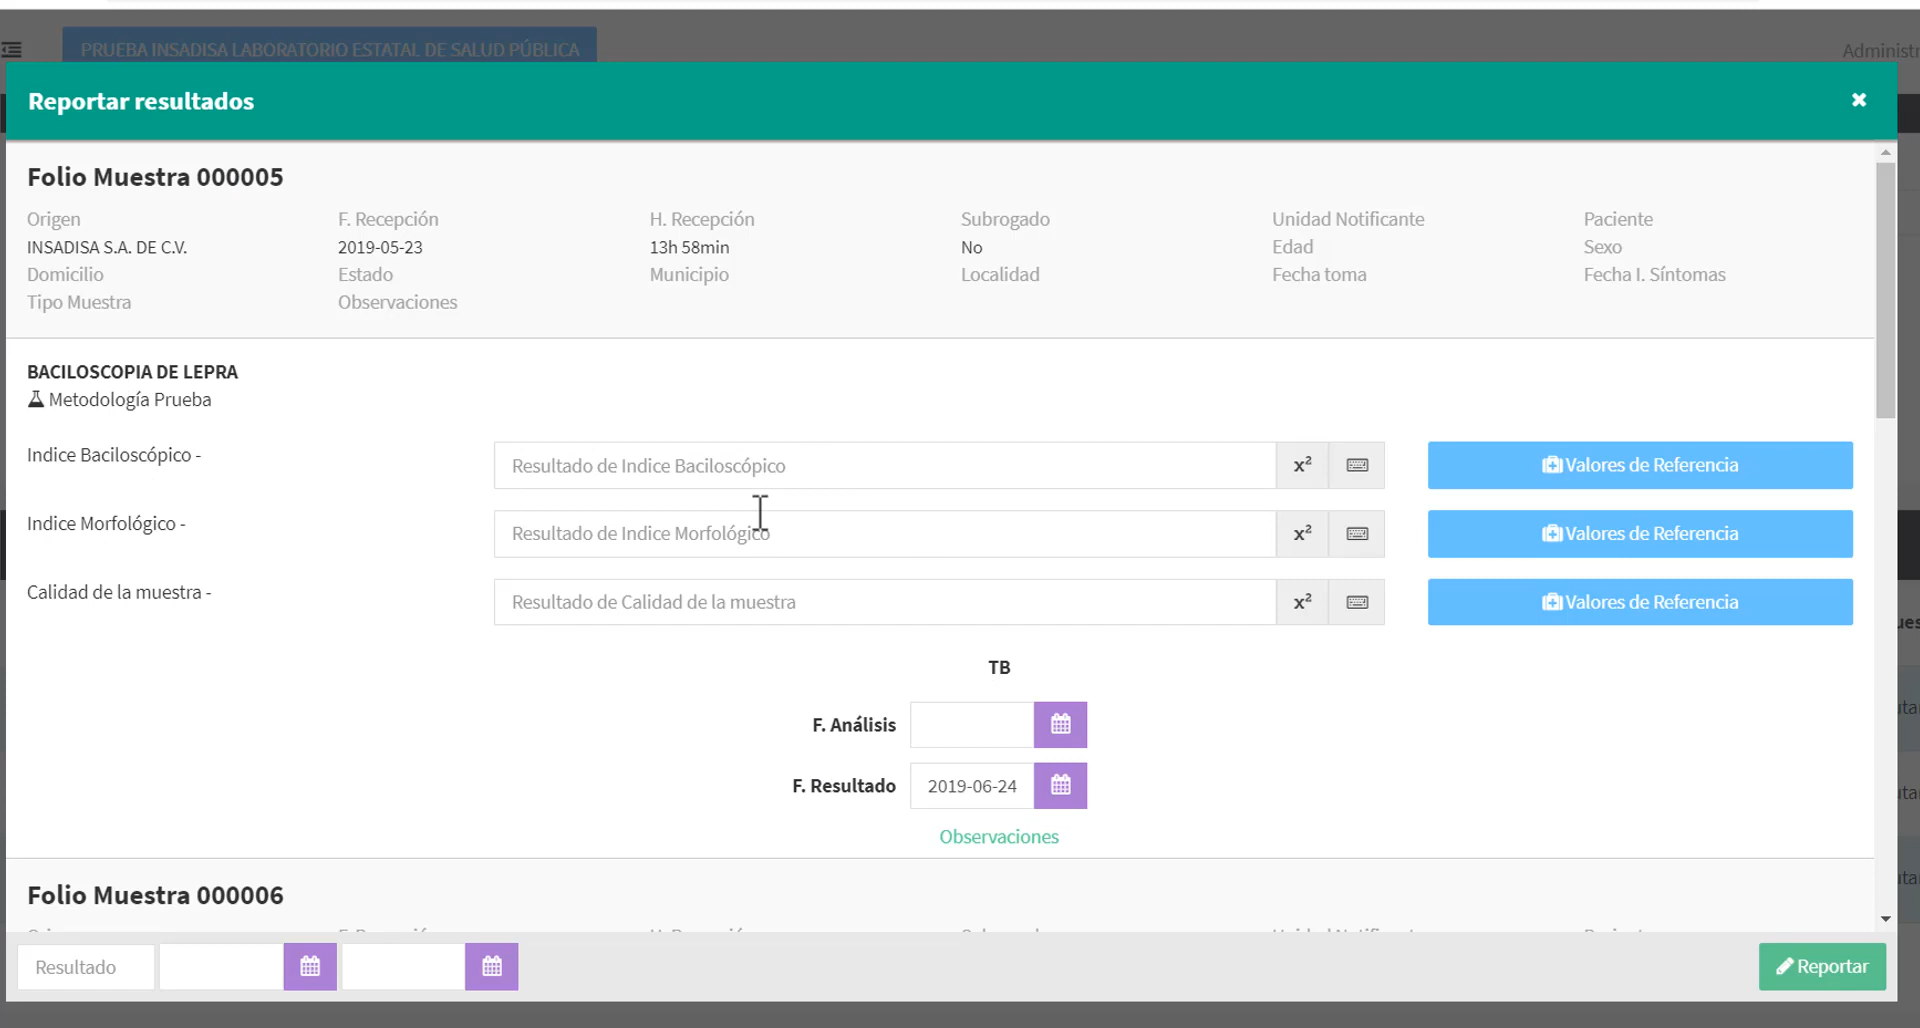 PRUEBA INSADISA LABORATORIO ESTATAL DE SALUD PÚBLICA
Reportar resultados
Folio Muestra 000005
Origen F. Recepción H. Recepción Subrogado Unidad Notificante Paciente
INSADISA S.A. DE C.V. 2019-05-23 13h 58min No Edad Sexo
Domicilio Estado Municipio Localidad Fecha toma Fecha I. Síntomas
Tipo Muestra Observaciones
BACILOSCOPIA DE LEPRA
Metodología Prueba
Indice Baciloscópico - Resultado de Indice Baciloscópico x² Valores de Referencia
Indice Morfológico - Resultado de Indice Morfológico x² Valores de Referencia
Calidad de la muestra - Resultado de Calidad de la muestra x² Valores de Referencia
TB
F. Análisis
F. Resultado 2019-06-24
Observaciones
Folio Muestra 000006
Resultado Reportar